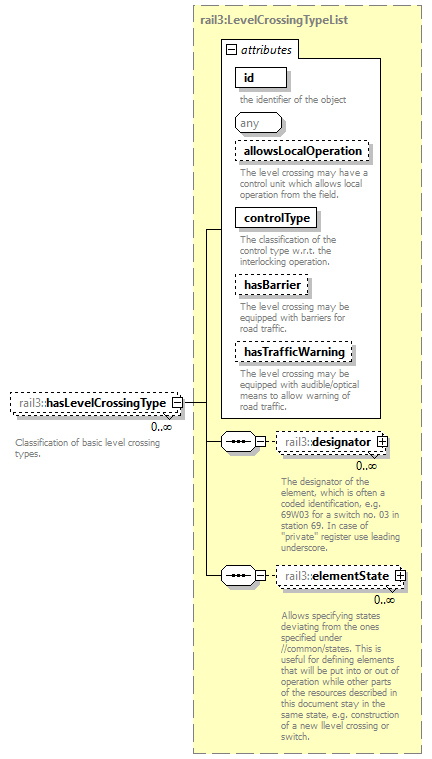 rail3:LevelCrossingTypeList
attributes
id
the identifier of the object
any
allowsLocalOperation
The level crossing may have a
control unit which allows local
operation from the field.
controlType
The classification of the
control type w.r.t. the
interlocking operation.
hasBarrier
The level crossing may be
equipped with barriers for
road traffic.
hasTrafficWarning
The level crossing may be
equipped with audible/optical
means to allow warning of
road traffic.
rail3::hasLevelCrossingType
0..∞
Classification of basic level crossing
types.
rail3::designator
0..∞
The designator of the
element, which is often a
coded identification, e.g.
69W03 for a switch no. 03 in
station 69. In case of
"private" register use leading
underscore.
rail3::elementState
0..∞
Allows specifying states
deviating from the ones
specified under
//common/states. This is
useful for defining elements
that will be put into or out of
operation while other parts
of the resources described in
this document stay in the
same state, e.g. construction
of a new llevel crossing or
switch.